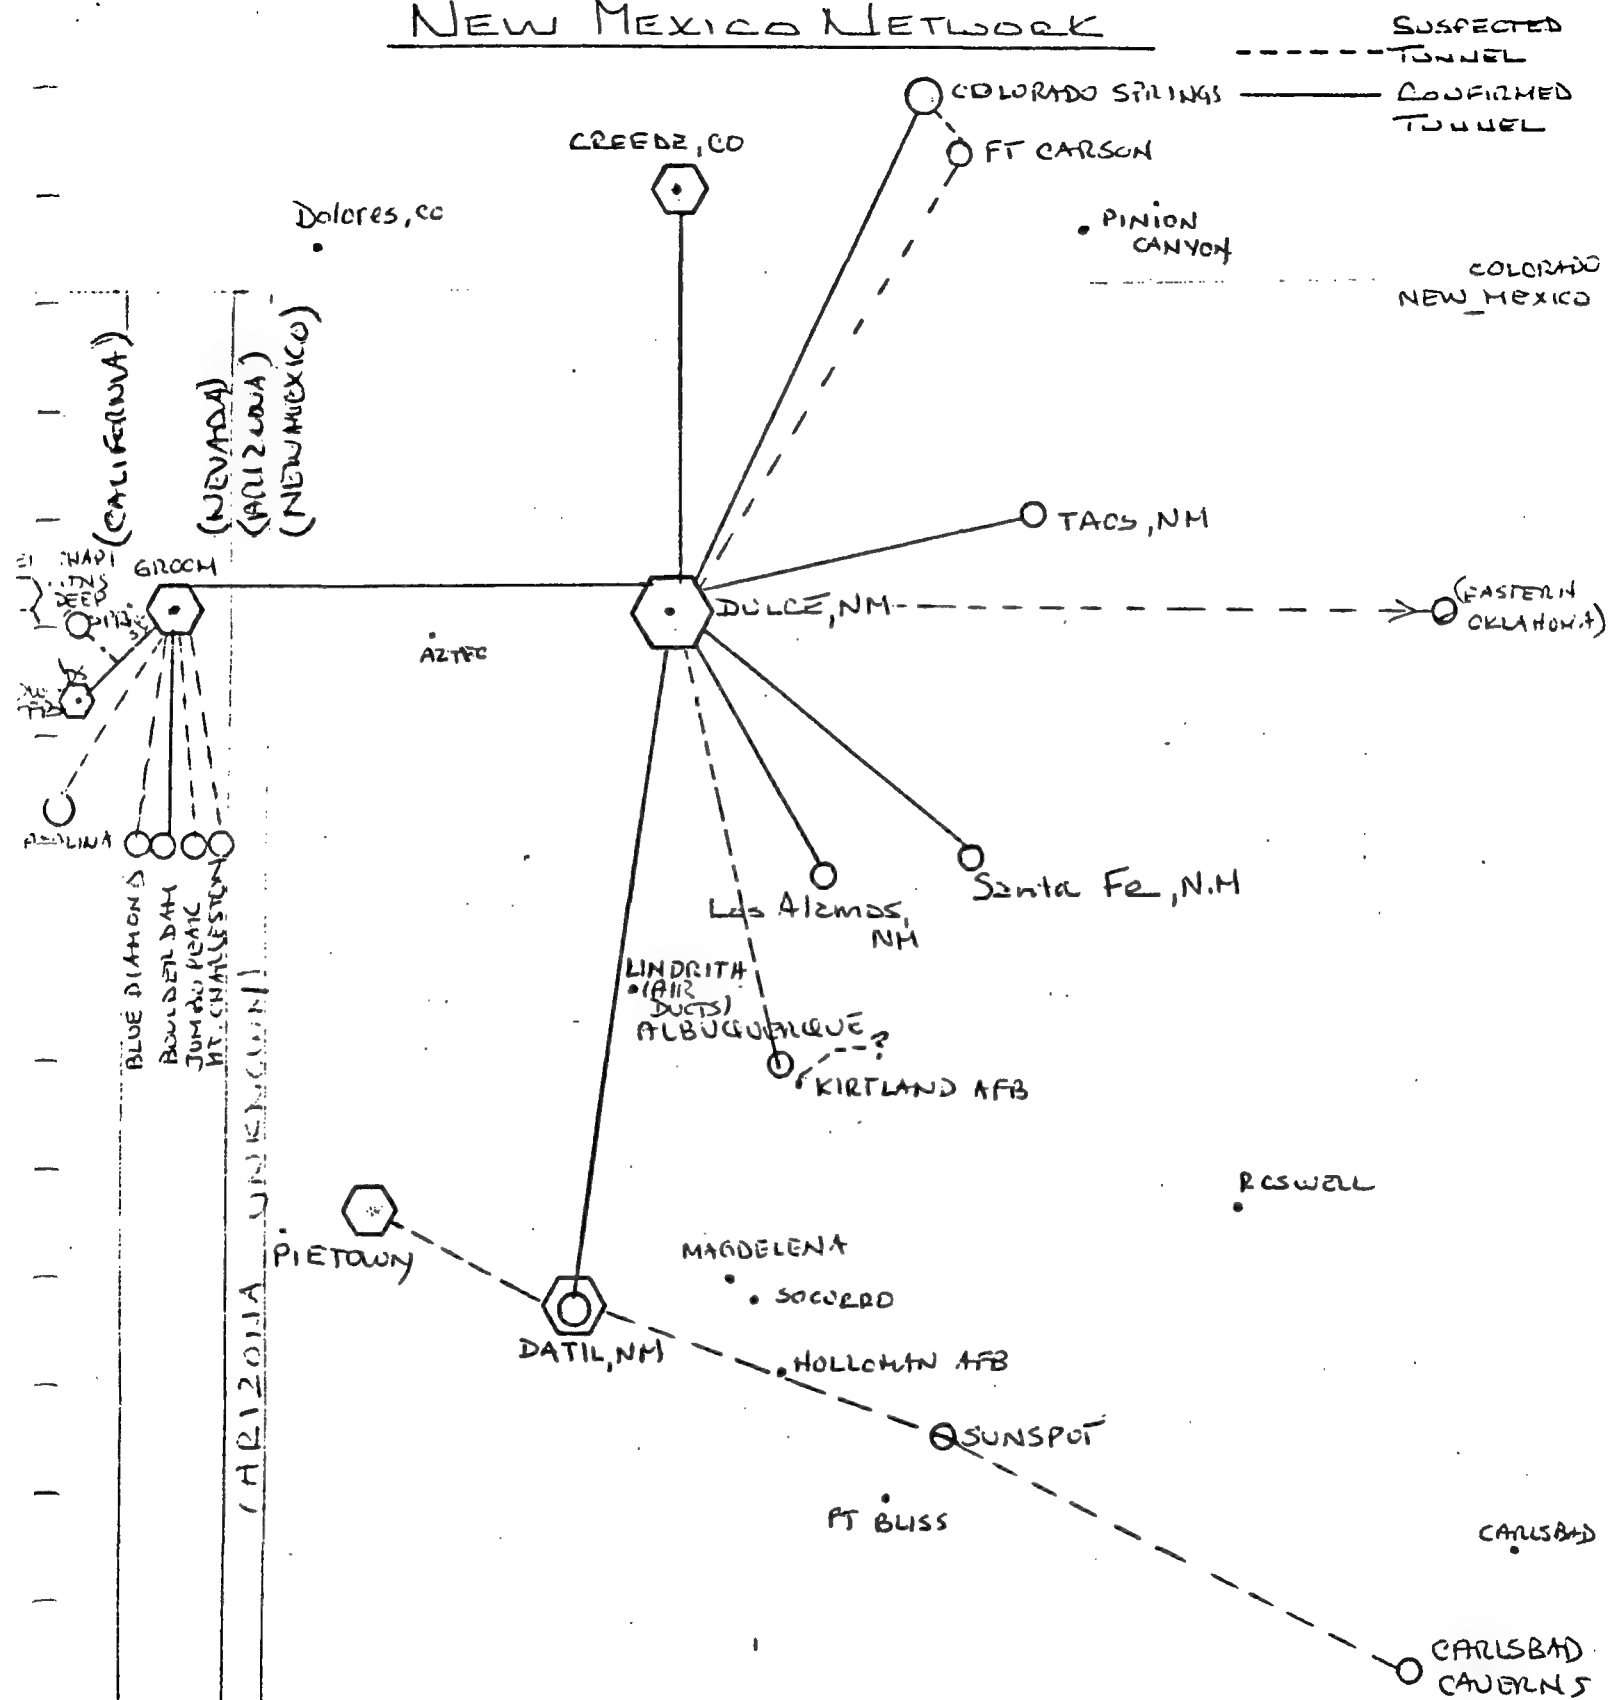 NEW MEXICO NETWORK
SUSPECTED
TUNNEL
CONFIRMED
TUNNEL
COLORADO SPRINGS
FT CARSON
CREEDE, CO
Dolores, CO
PINION
CANYON
COLORADO
NEW MEXICO
(CALIFERNIA)
(NEVADA)
(ARIZONA)
(NEW MEXICO)
TAOS, NM
GROOM
DEEP
DULCE, NM
(EASTERN
OKLAHOMA)
AZTEC
BLUE DIAMOND
BOULDER DAM
JUMBO PEAK
MT. CHARLESTON
Los Alamos,
NM
Santa Fe, N.M
LINDRITH
(AIR
DUCTS)
ALBUQUERQUE
?
KIRTLAND AFB
(ARIZONA UNKNOWN)
ROSWELL
PIETOWN
MAGDELENA
SOCORRO
DATIL, NM
HOLLOMAN AFB
SUNSPOT
FT BLISS
CARLSBAD
CARLSBAD
CAVERNS